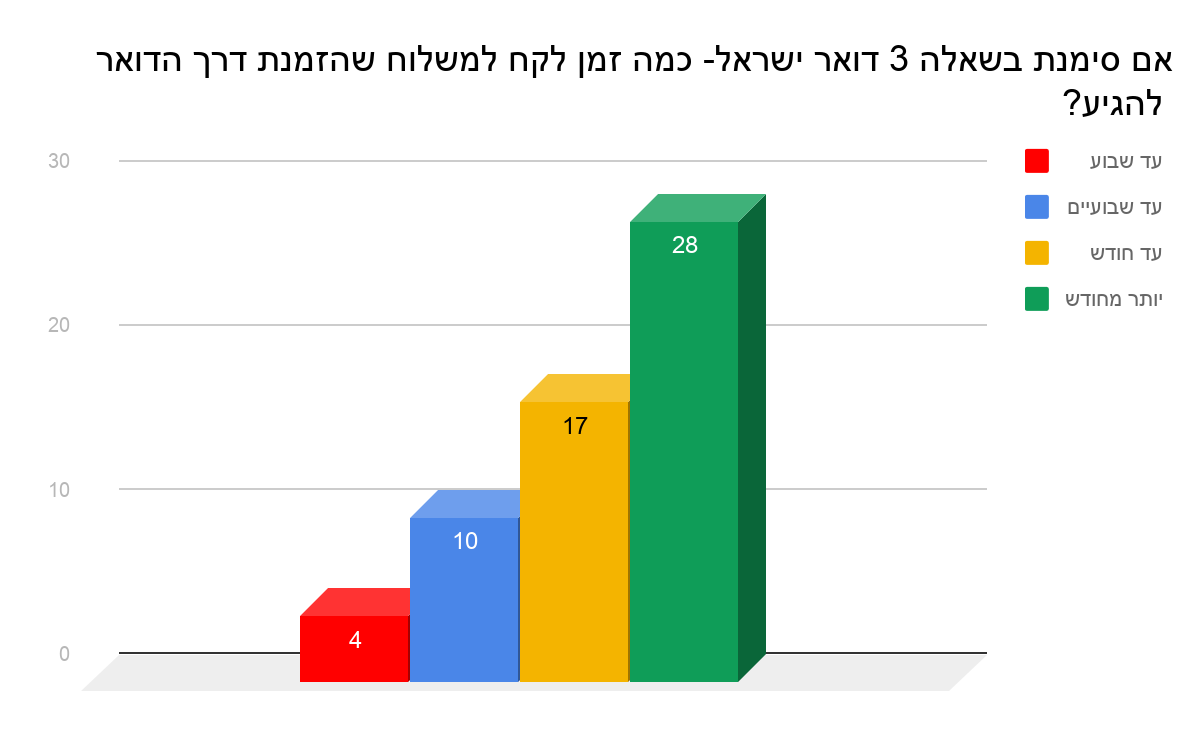 אם סימנת בשאלה 3 דואר ישראל- כמה זמן לקח למשלוח שהזמנת דרך הדואר
להגיע?
עד שבוע
עד שבועיים
עד חודש
יותר מחודש
30
20
10
0
4
10
17
28